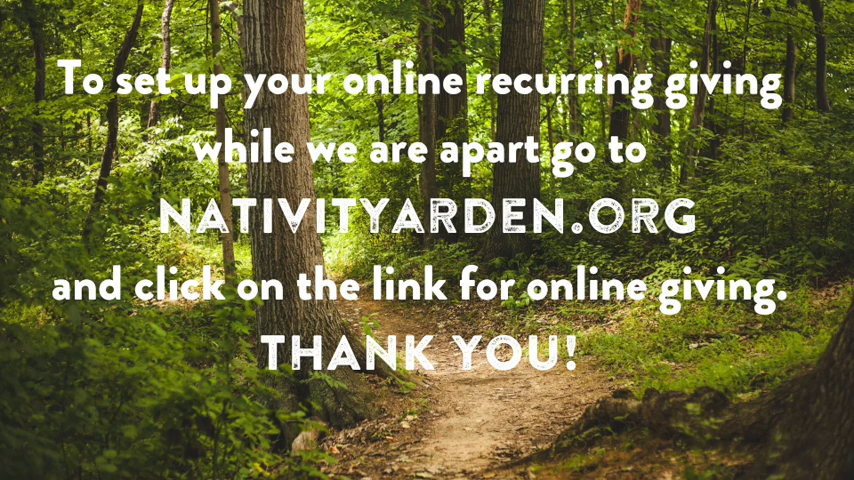 To set up your online recurring giving
while we are apart go to
NATIVITYARDEN.ORG
and click on the link for online giving.
THANK YOU!